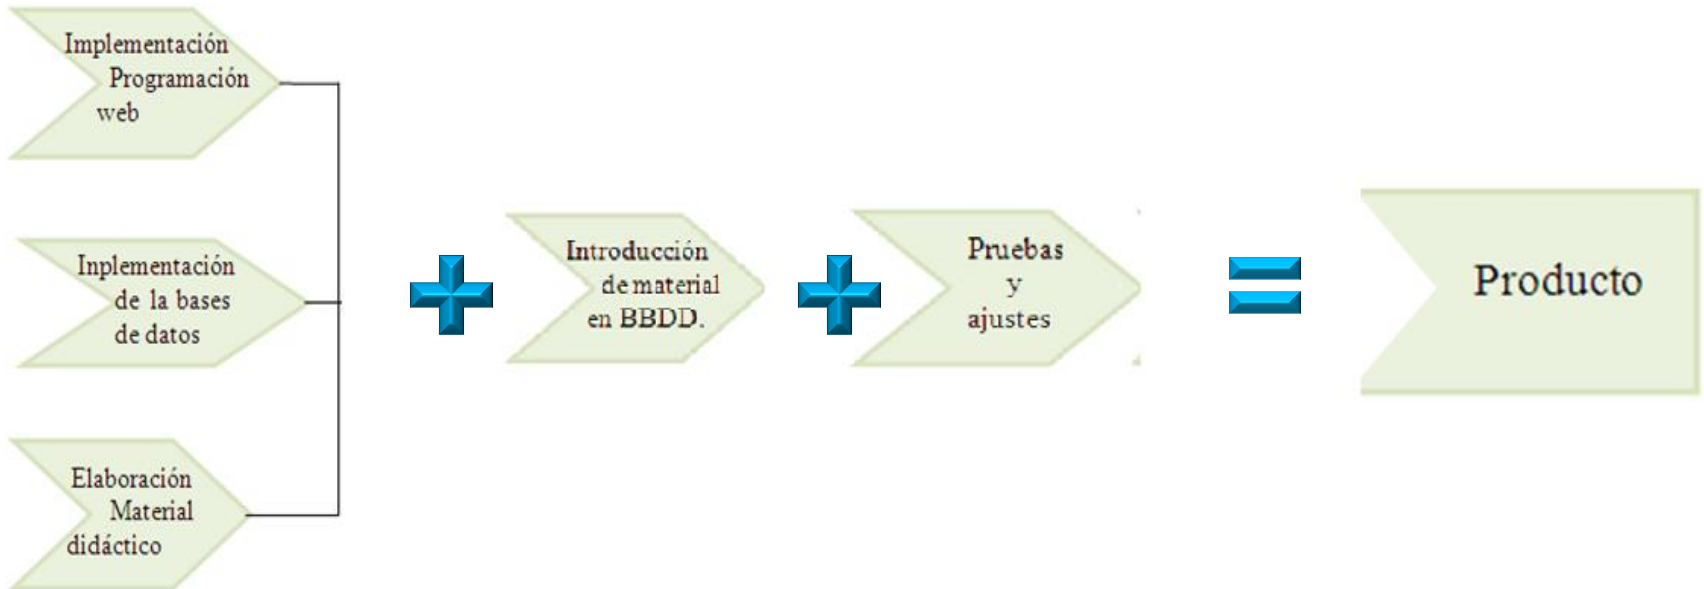 Implementación
Programación
web
Inplementación
de la bases
de datos
Elaboración
Material
didáctico
Introducción
de material
en BBDD.
Pruebas
y
ajustes
Producto